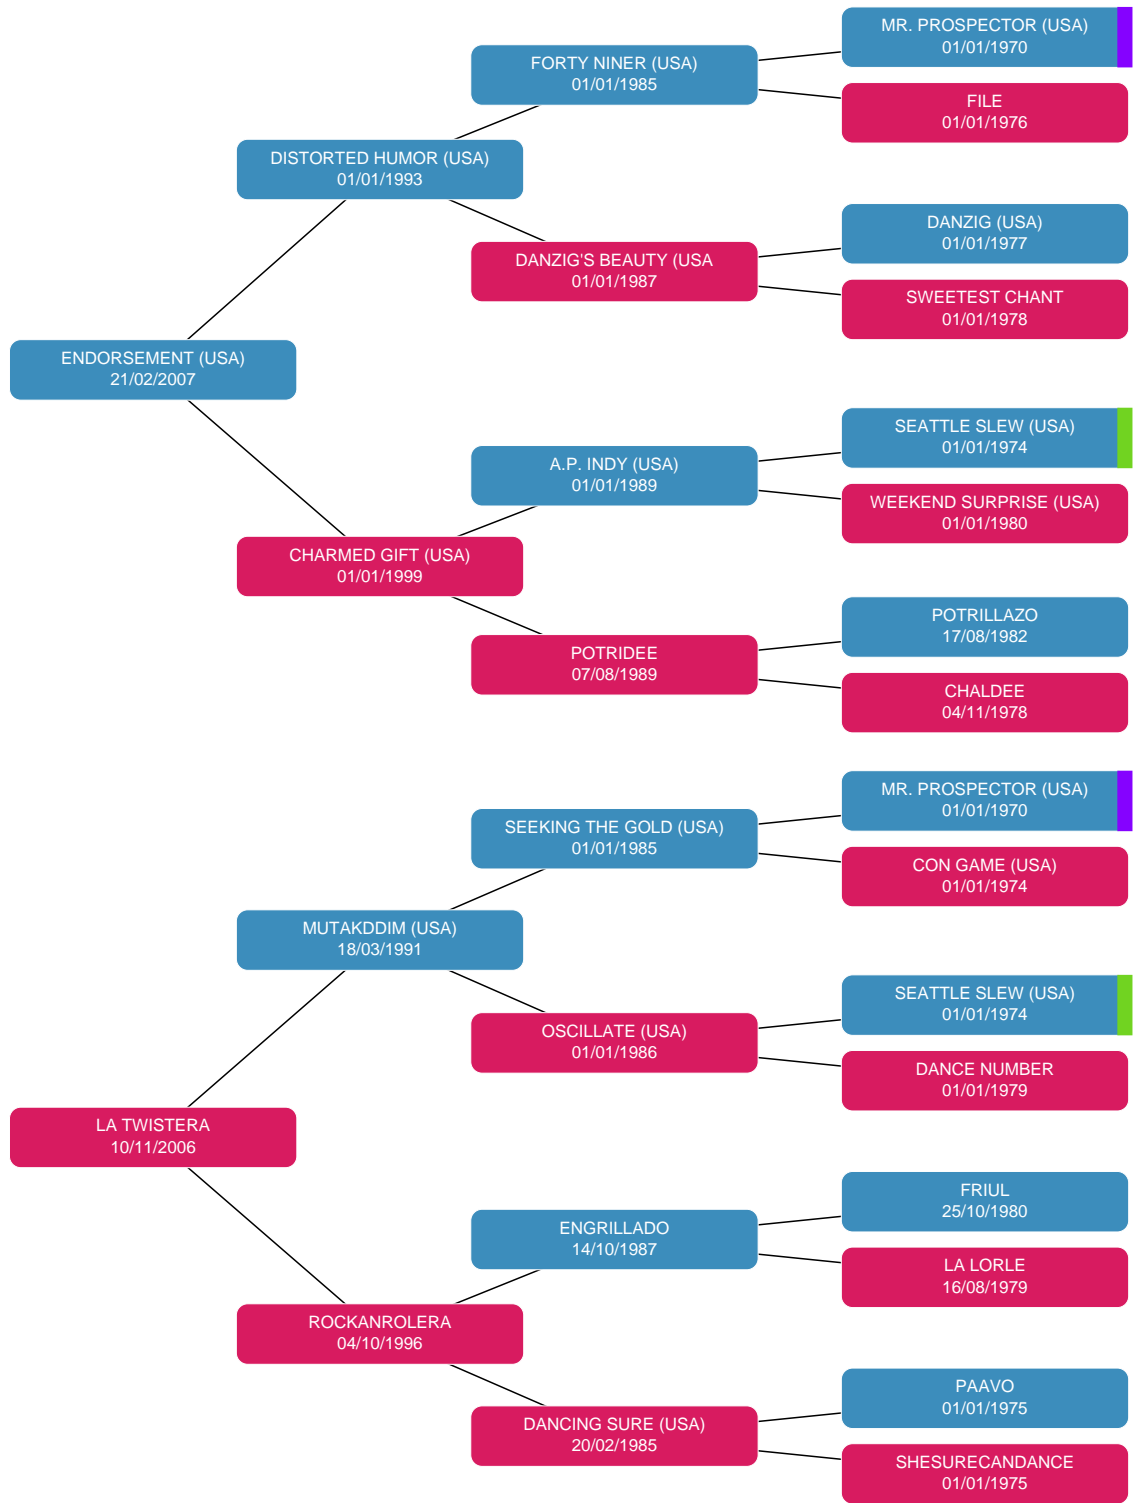 MR. PROSPECTOR (USA)
01/01/1970
FORTY NINER (USA)
01/01/1985
FILE
01/01/1976
DISTORTED HUMOR (USA)
01/01/1993
DANZIG (USA)
01/01/1977
DANZIG'S BEAUTY (USA
01/01/1987
SWEETEST CHANT
01/01/1978
ENDORSEMENT (USA)
21/02/2007
SEATTLE SLEW (USA)
01/01/1974
A.P. INDY (USA)
01/01/1989
WEEKEND SURPRISE (USA)
01/01/1980
CHARMED GIFT (USA)
01/01/1999
POTRILLAZO
17/08/1982
POTRIDEE
07/08/1989
CHALDEE
04/11/1978
MR. PROSPECTOR (USA)
01/01/1970
SEEKING THE GOLD (USA)
01/01/1985
CON GAME (USA)
01/01/1974
MUTAKDDIM (USA)
18/03/1991
SEATTLE SLEW (USA)
01/01/1974
OSCILLATE (USA)
01/01/1986
DANCE NUMBER
01/01/1979
LA TWISTERA
10/11/2006
FRIUL
25/10/1980
ENGRILLADO
14/10/1987
LA LORLE
16/08/1979
ROCKANROLERA
04/10/1996
PAAVO
01/01/1975
DANCING SURE (USA)
20/02/1985
SHESURECANDANCE
01/01/1975